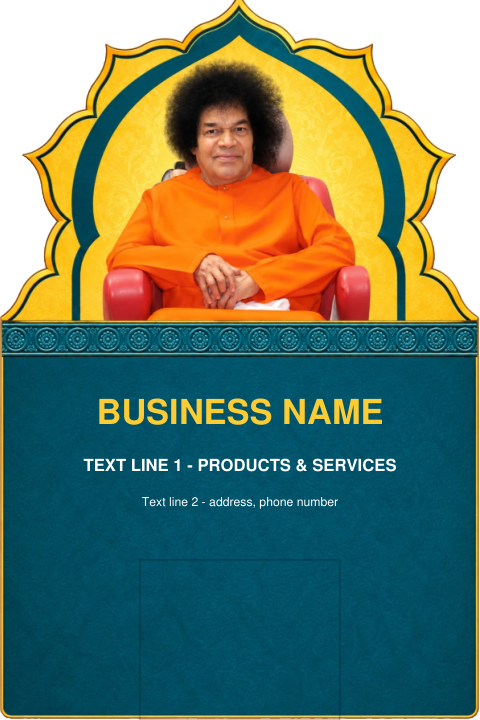 BUSINESS NAME
TEXT LINE 1 - PRODUCTS & SERVICES
Text line 2 - address, phone number